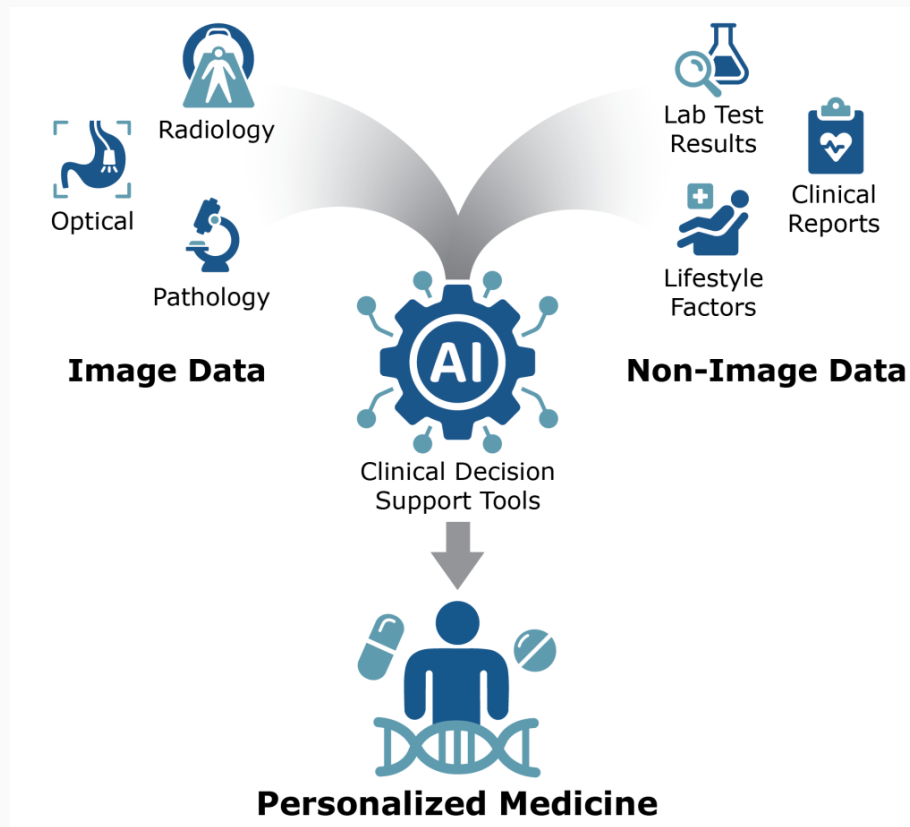 Radiology
Optical
Pathology
Image Data
Lab Test
Results
Clinical
Reports
Lifestyle
Factors
Non-Image Data
AI
Clinical Decision
Support Tools
Personalized Medicine